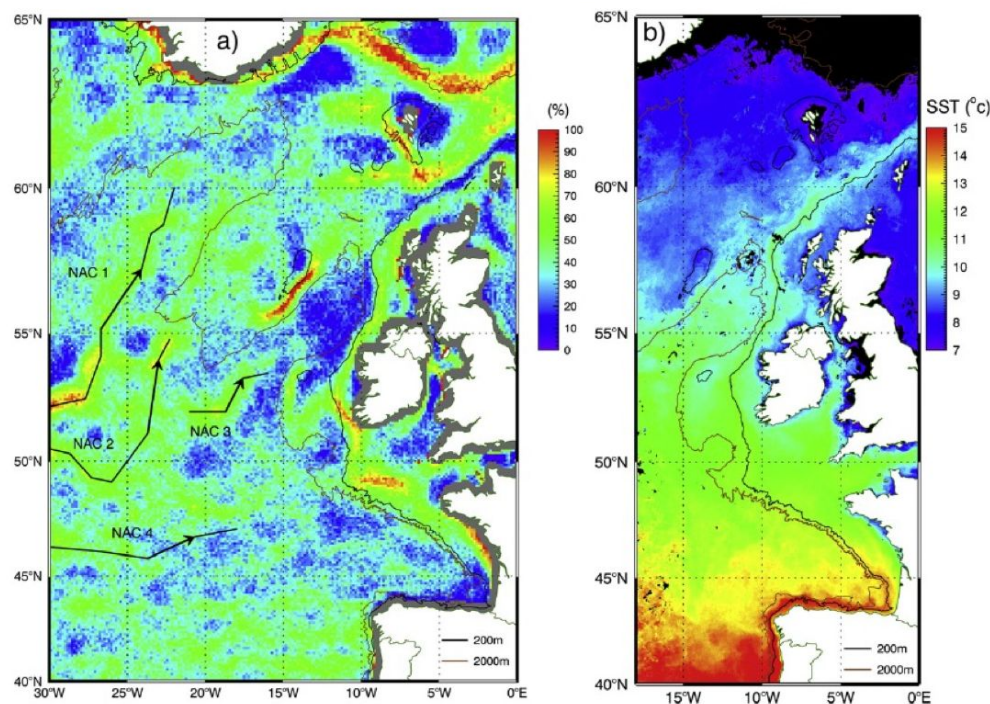 a)
65°N
60°N
55°N
50°N
45°N
40°N
30°W 25°W 20°W 15°W 10°W 5°W 0°E
NAC 1
NAC 2
NAC 3
NAC 4
200m
2000m
(%)
100
90
80
70
60
50
40
30
20
10
0
b)
65°N
60°N
55°N
50°N
45°N
40°N
15°W 10°W 5°W 0°E
200m
2000m
SST (°c)
15
14
13
12
11
10
9
8
7